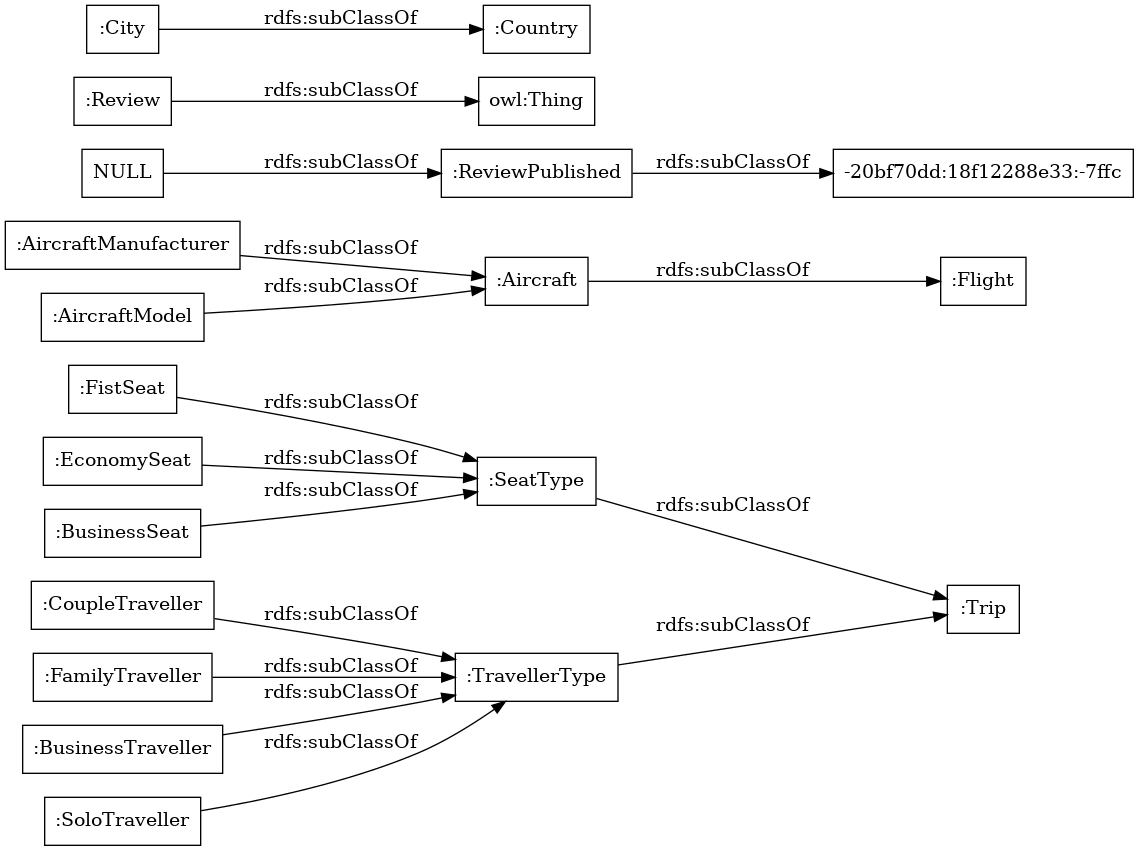 :City rdfs:subClassOf :Country
:Review rdfs:subClassOf owl:Thing
NULL rdfs:subClassOf :ReviewPublished rdfs:subClassOf -20bf70dd:18f12288e33:-7ffc
:AircraftManufacturer rdfs:subClassOf
:AircraftModel rdfs:subClassOf
:Aircraft rdfs:subClassOf :Flight
:FistSeat rdfs:subClassOf
:EconomySeat rdfs:subClassOf
:BusinessSeat rdfs:subClassOf
:SeatType rdfs:subClassOf
:CoupleTraveller rdfs:subClassOf
:FamilyTraveller rdfs:subClassOf
:BusinessTraveller rdfs:subClassOf
:SoloTraveller rdfs:subClassOf
:TravellerType rdfs:subClassOf
:Trip